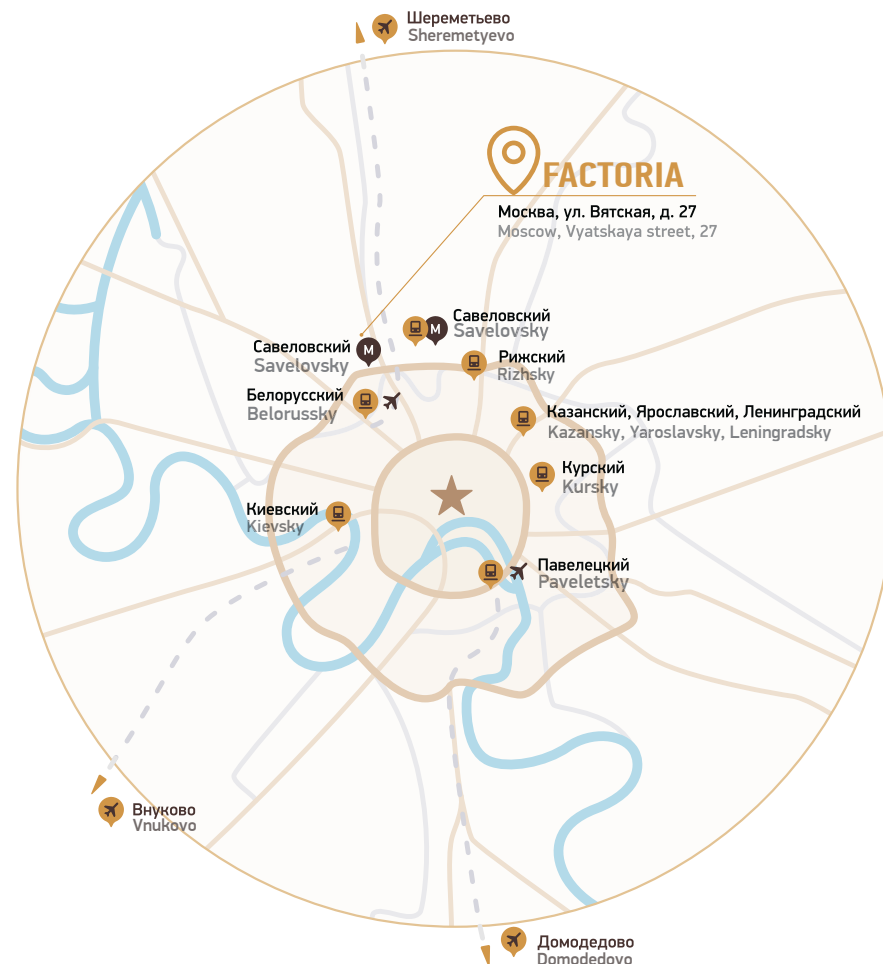 Шереметьево
Sheremetyevo
FACTORIA
Москва, ул. Вятская, д. 27
Moscow, Vyatskaya street, 27
Савеловский
Savelovsky
M
Савеловский
Savelovsky
M
Рижский
Rizhsky
Белорусский
Belorussky
Казанский, Ярославский, Ленинградский
Kazansky, Yaroslavsky, Leningradsky
Курский
Kursky
Киевский
Kievsky
Павелецкий
Paveletsky
Внуково
Vnukovo
Домодедово
Domodedovo